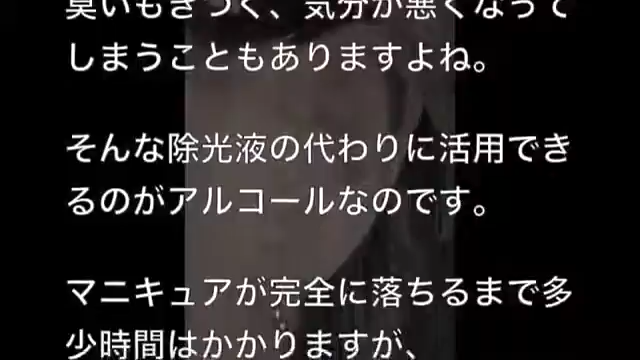 臭いもきつく、気分が悪くなって
しまうこともありますよね。
そんな除光液の代わりに活用でき
るのがアルコールなのです。
マニキュアが完全に落ちるまで多
少時間はかかりますが、